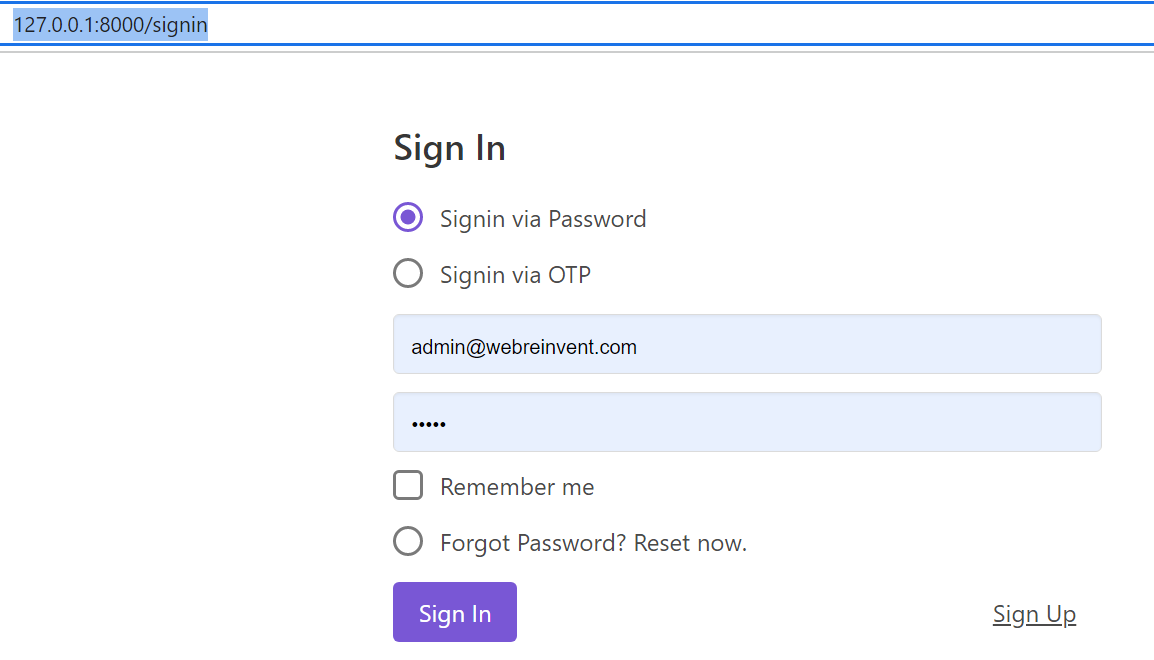 127.0.0.1:8000/signin
Sign In
Signin via Password
Signin via OTP
admin@webreinvent.com
•••••
Remember me
Forgot Password? Reset now.
Sign In
Sign Up